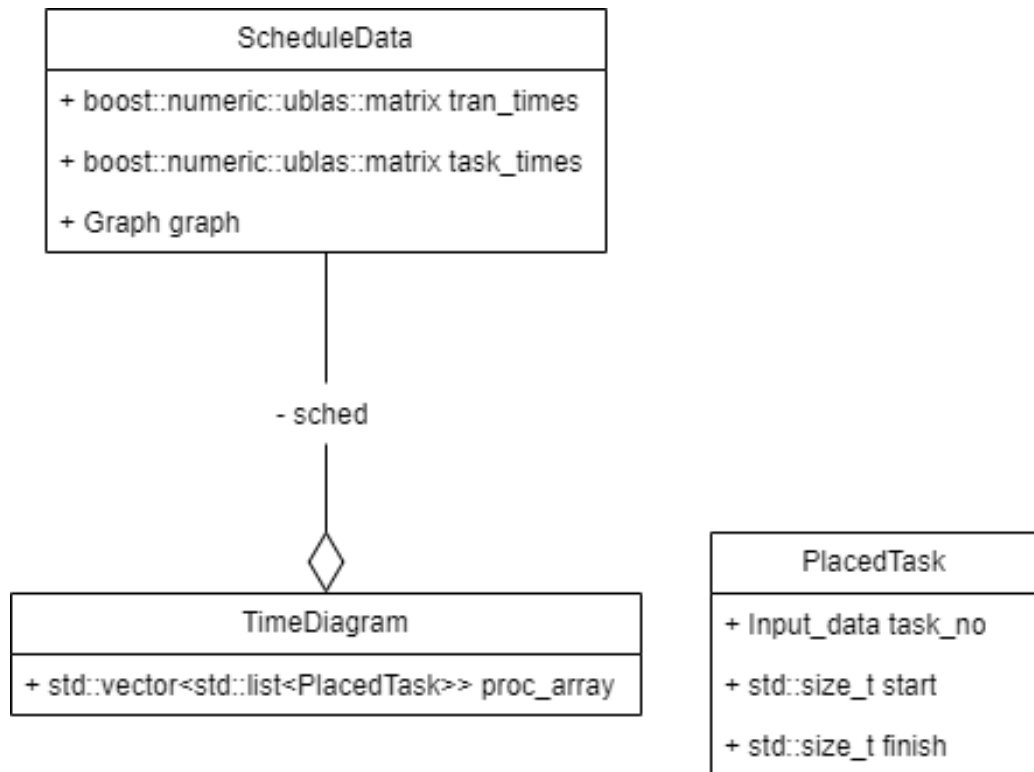 ScheduleData
+ boost::numeric::ublas::matrix tran_times
+ boost::numeric::ublas::matrix task_times
+ Graph graph
- sched
TimeDiagram
+ std::vector<std::list<PlacedTask>> proc_array
PlacedTask
+ Input_data task_no
+ std::size_t start
+ std::size_t finish